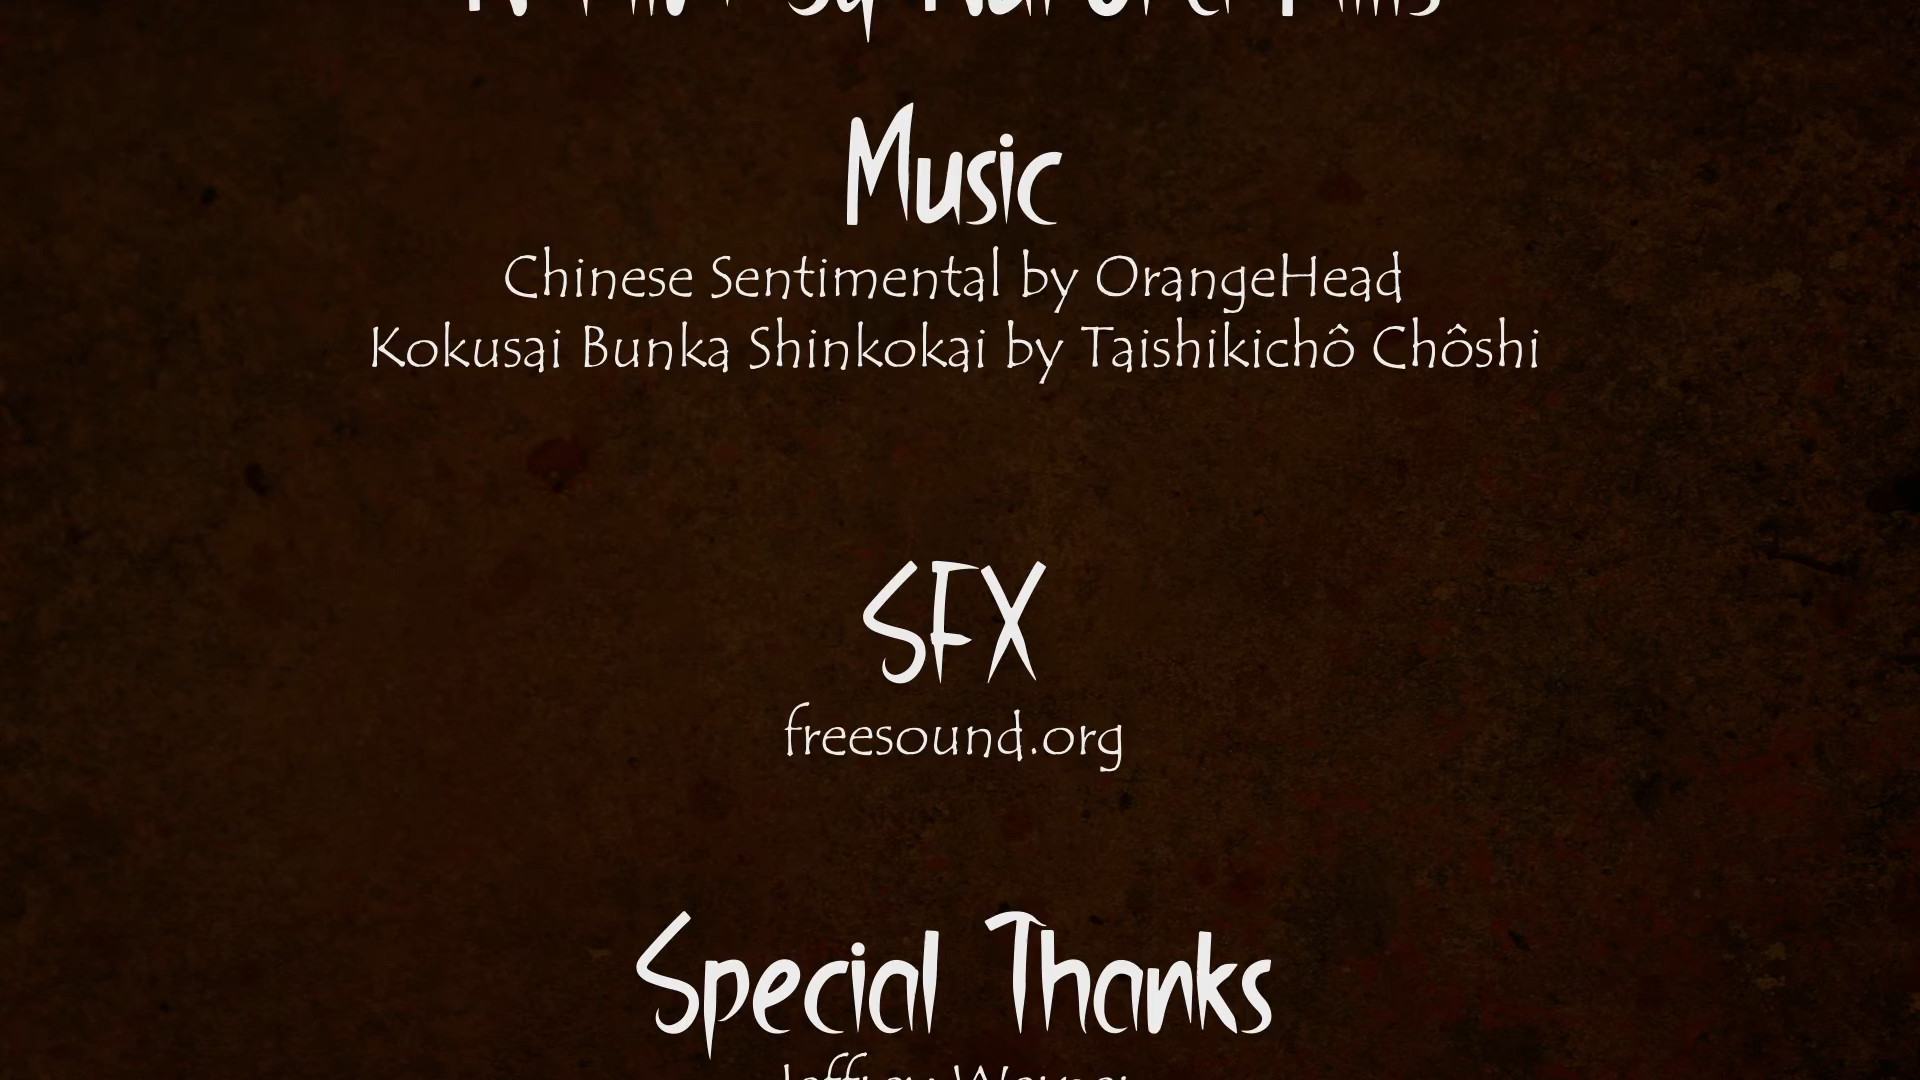 Music
Chinese Sentimental by OrangeHead
Kokusai Bunka Shinkokai by Taishikichô Chôshi
SFX
freesound.org
Special Thanks